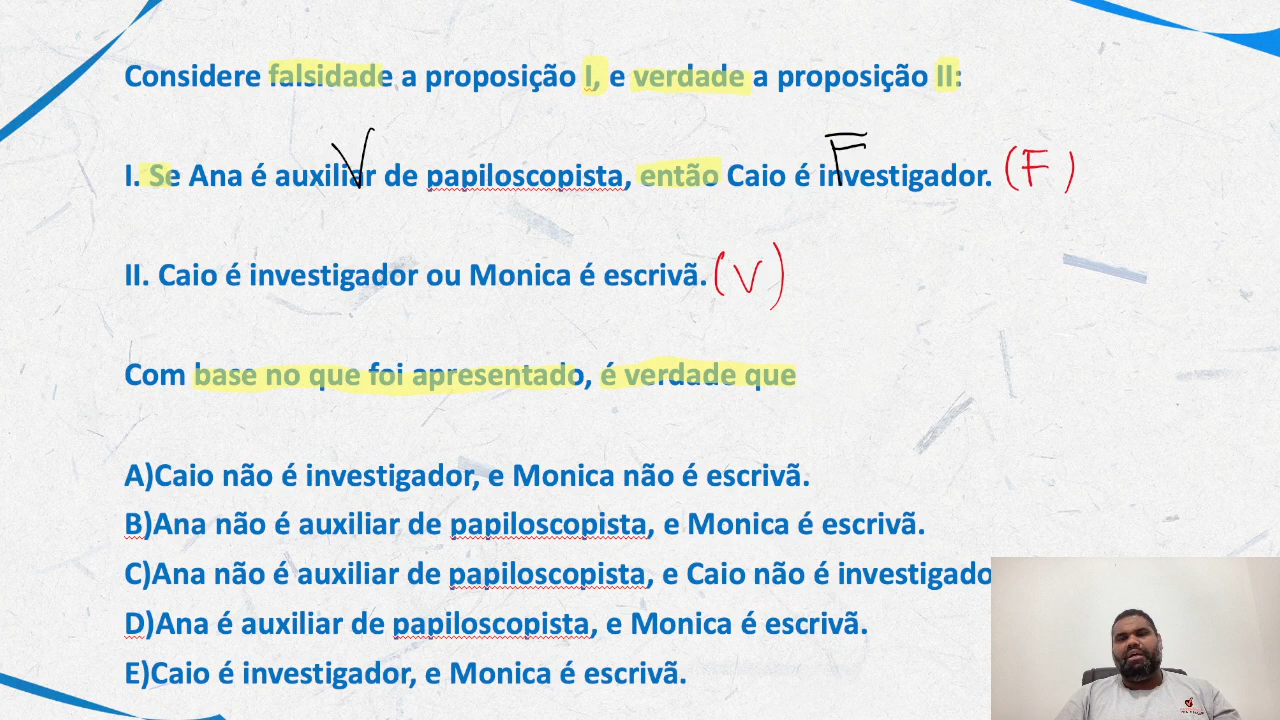 Considere falsidade a proposição I, e verdade a proposição II:
V F
I. Se Ana é auxiliar de papiloscopista, então Caio é investigador. (F)
II. Caio é investigador ou Monica é escrivã. (V)
Com base no que foi apresentado, é verdade que
A)Caio não é investigador, e Monica não é escrivã.
B)Ana não é auxiliar de papiloscopista, e Monica é escrivã.
C)Ana não é auxiliar de papiloscopista, e Caio não é investigado
D)Ana é auxiliar de papiloscopista, e Monica é escrivã.
E)Caio é investigador, e Monica é escrivã.